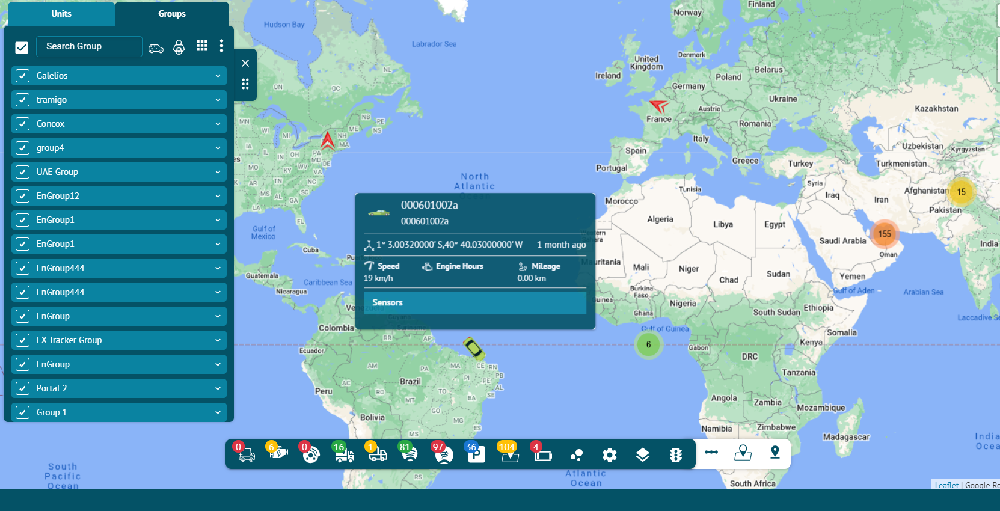 Units
Groups
Search Group
Galelios
tramigo
Concox
group4
UAE Group
EnGroup12
EnGroup1
EnGroup1
EnGroup444
EnGroup444
EnGroup
FX Tracker Group
EnGroup
Portal 2
Group 1
000601002a
000601002a
1° 3.00320000' S,40° 40.03000000' W 1 month ago
Speed Engine Hours Mileage
19 km/h 0.00 km
Sensors
Hudson Bay
Labrador Sea
Norway
Finland
United
Kingdom
Denmark
Ireland
Belarus
Poland
Germany
Ukraine
Austria
Kazakhstan
France
Romania
Italy
Spain
Portugal
Greece
Turkey
Uzbekistan
Kyrgyzstan
Turkmenistan
Syria
Tunisia
Iraq
Iran
Afghanistan
15
Pakistan
Morocco
Algeria
Libya
Egypt
155
Saudi Arabia
India
Oman
Mauritania
Mali
Niger
Chad
Sudan
Yemen
Gulf of Aden
Arabian Sea
Guinea
Burkina
Faso
Nigeria
Ghana
South Sudan
Ethiopia
Laccadive Se
Gulf of Guinea
Somalia
6
Gabon
Kenya
DRC
Tanzania
Angola
Zambia
Mozambique
Namibia
Zimbabwe
Madagascar
India
Ocea
South Africa
NL
ON
QC
MN
WI
MI
NB
PE
ME
NS
NH
MA
IA
IL
IN
OH
PA
MD
DE
MO
KY
WV
VA
OK
AR
TN
NC
MS
AL
SC
GA
LA
FL
es
North
Atlantic
Ocean
Gulf of
Mexico
Cuba
Puerto Rico
Guatemala
Caribbean Sea
Nicaragua
Venezuela
Guyana
Suriname
Colombia
RR
AP
Ecuador
AM
PA
MA
CE
RN
PB
PI
PE
AL
SE
AC
Brazil
RO
TO
BA
Peru
MT
GO
Bolivia
MG
ES
MS
RS
South
Pacific
Ocean
Atlantic
Ocean
0
6
0
16
1
81
97
36
104
4
P
Leaflet | Google Ro